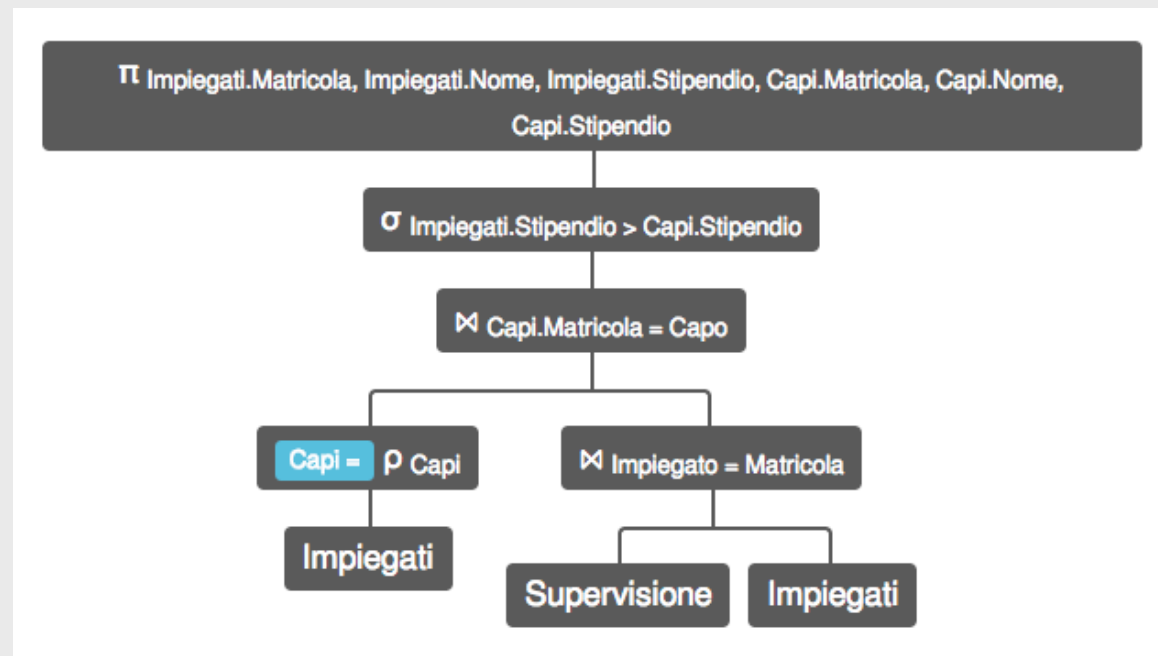 π Impiegati.Matricola, Impiegati.Nome, Impiegati.Stipendio, Capi.Matricola, Capi.Nome,
Capi.Stipendio
σ Impiegati.Stipendio > Capi.Stipendio
⋈ Capi.Matricola = Capo
Capi = ρ Capi
⋈ Impiegato = Matricola
Impiegati
Supervisione
Impiegati